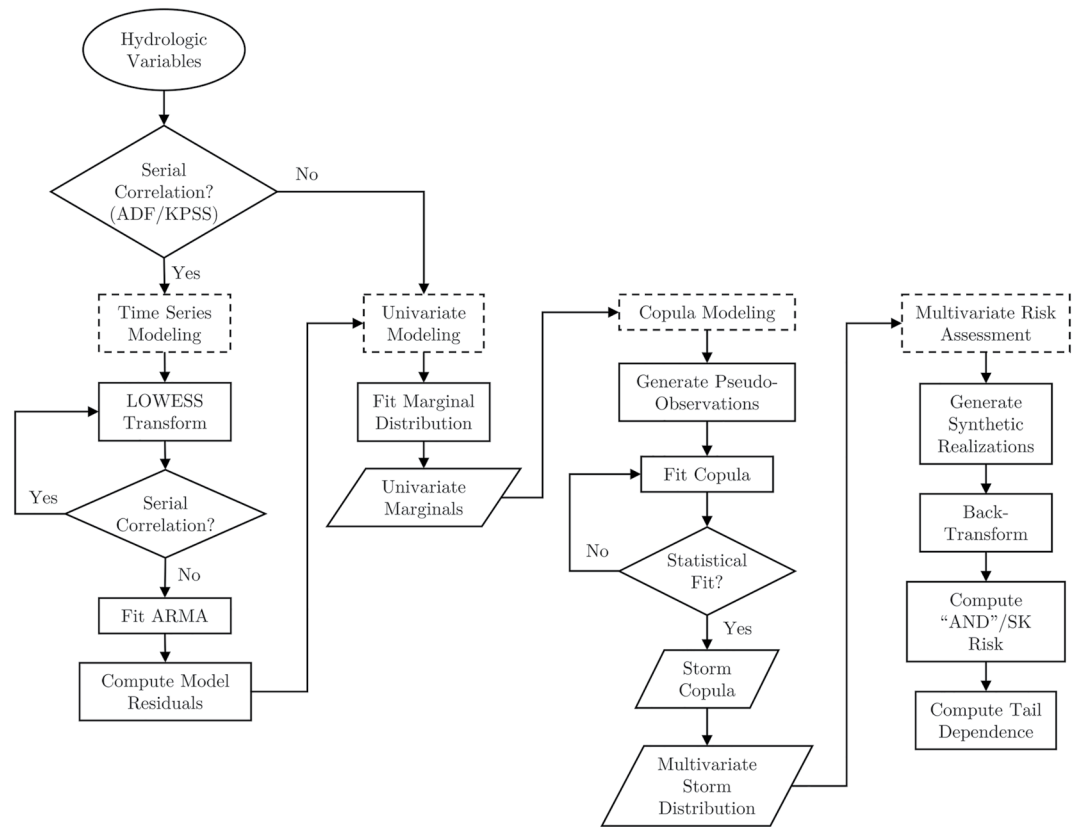 Hydrologic
Variables
Serial
Correlation?
(ADF/KPSS)
No
Yes
Time Series
Modeling
LOWESS
Transform
Yes
Serial
Correlation?
No
Fit ARMA
Compute Model
Residuals
Univariate
Modeling
Fit Marginal
Distribution
Univariate
Marginals
Copula Modeling
Generate Pseudo-
Observations
Fit Copula
No
Statistical
Fit?
Yes
Storm
Copula
Multivariate
Storm
Distribution
Multivariate Risk
Assessment
Generate
Synthetic
Realizations
Back-
Transform
Compute
“AND”/SK
Risk
Compute Tail
Dependence